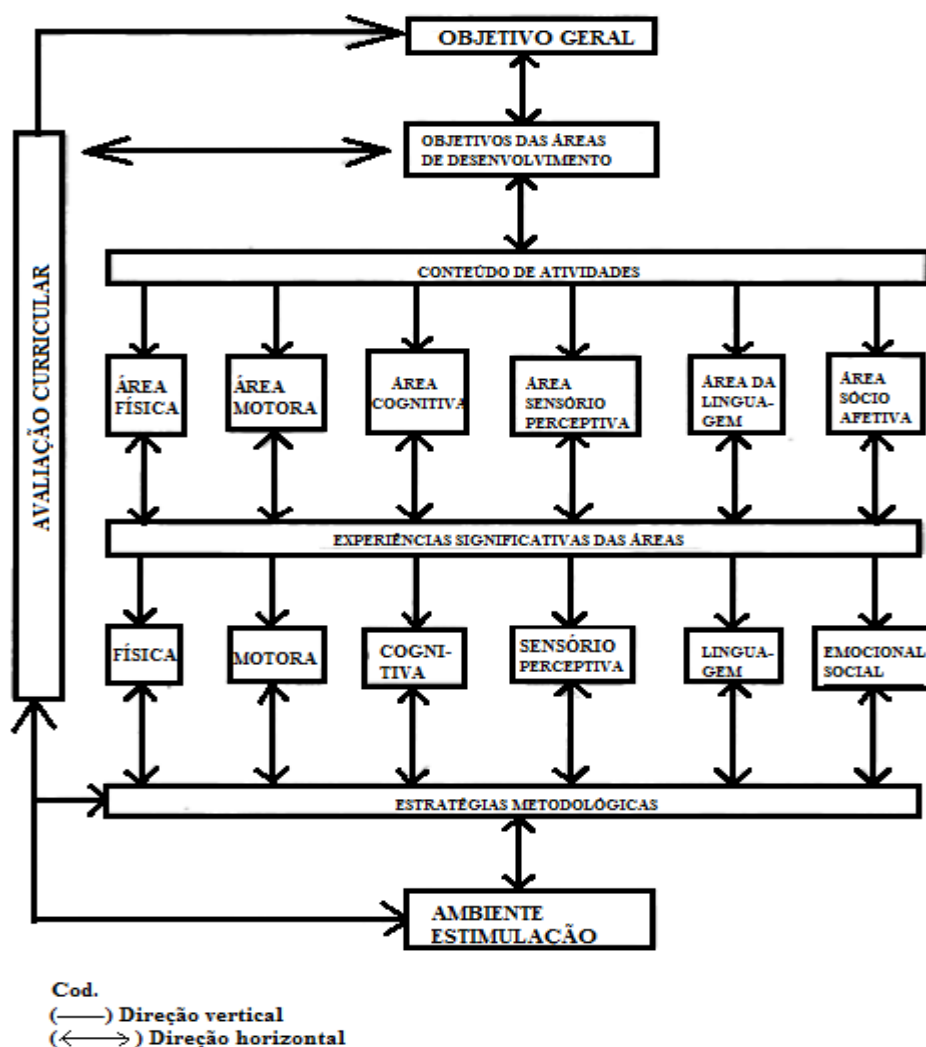 OBJETIVO GERAL
OBJETIVOS DAS ÁREAS
DE DESENVOLVIMENTO
AVALIAÇÃO CURRICULAR
CONTEÚDO DE ATIVIDADES
ÁREA
FÍSICA
ÁREA
MOTORA
ÁREA
COGNITIVA
ÁREA
SENSÓRIO
PERCEPTIVA
ÁREA DA
LINGUA-
GEM
ÁREA
SÓCIO
AFETIVA
EXPERIÊNCIAS SIGNIFICATIVAS DAS ÁREAS
FÍSICA
MOTORA
COGNI-
TIVA
SENSÓRIO
PERCEPTIVA
LINGUA-
GEM
EMOCIONAL
SOCIAL
ESTRATÉGIAS METODOLÓGICAS
AMBIENTE
ESTIMULAÇÃO
Cod.
(——) Direção vertical
(⟷) Direção horizontal